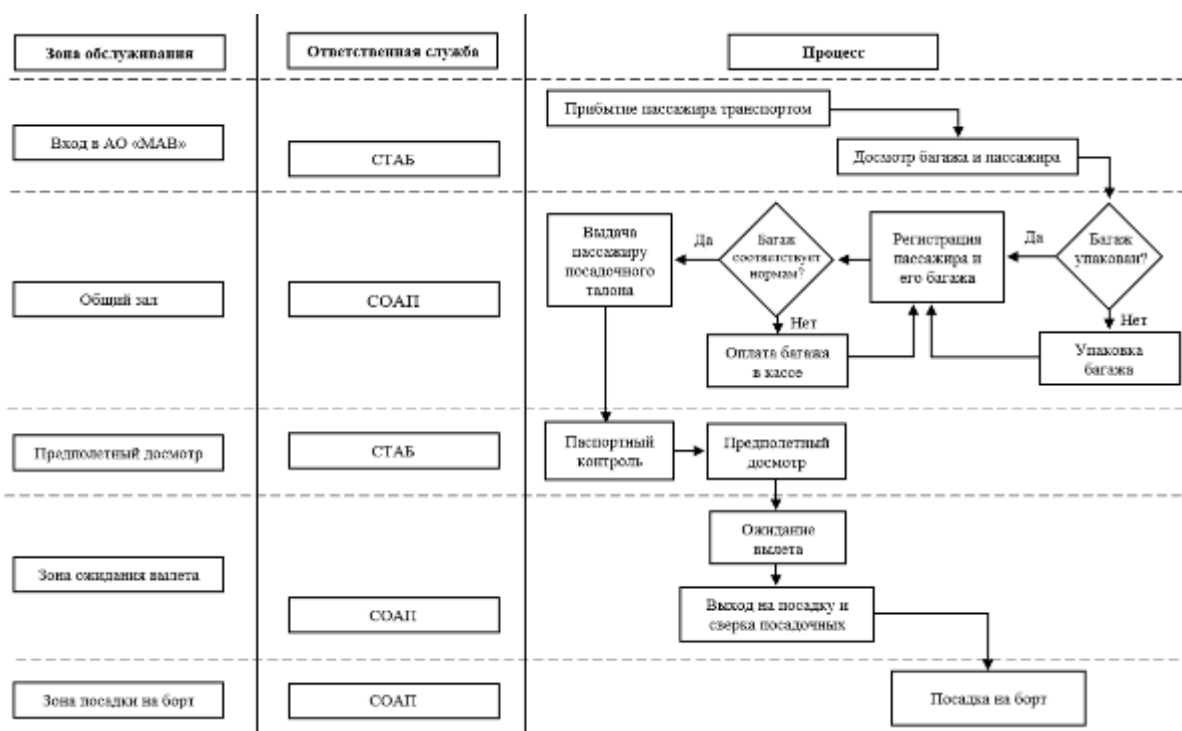 Зона обслуживания
Ответственная служба
Процесс
Вход в АО «МАВ»
СТАБ
Прибытие пассажира транспортом
Досмотр багажа и пассажира
Общий зал
СОАП
Выдача
пассажиру
посадочного
талона
Да
Багаж
соответствует
нормам?
Регистрация
пассажира и
его багажа
Да
Багаж
упакован?
Нет
Нет
Оплата багажа
в кассе
Упаковка
багажа
Предполетный досмотр
СТАБ
Паспортный
контроль
Предполетный
досмотр
Зона ожидания вылета
СОАП
Ожидание
вылета
Выход на посадку и
сверка посадочных
Зона посадки на борт
СОАП
Посадка на борт